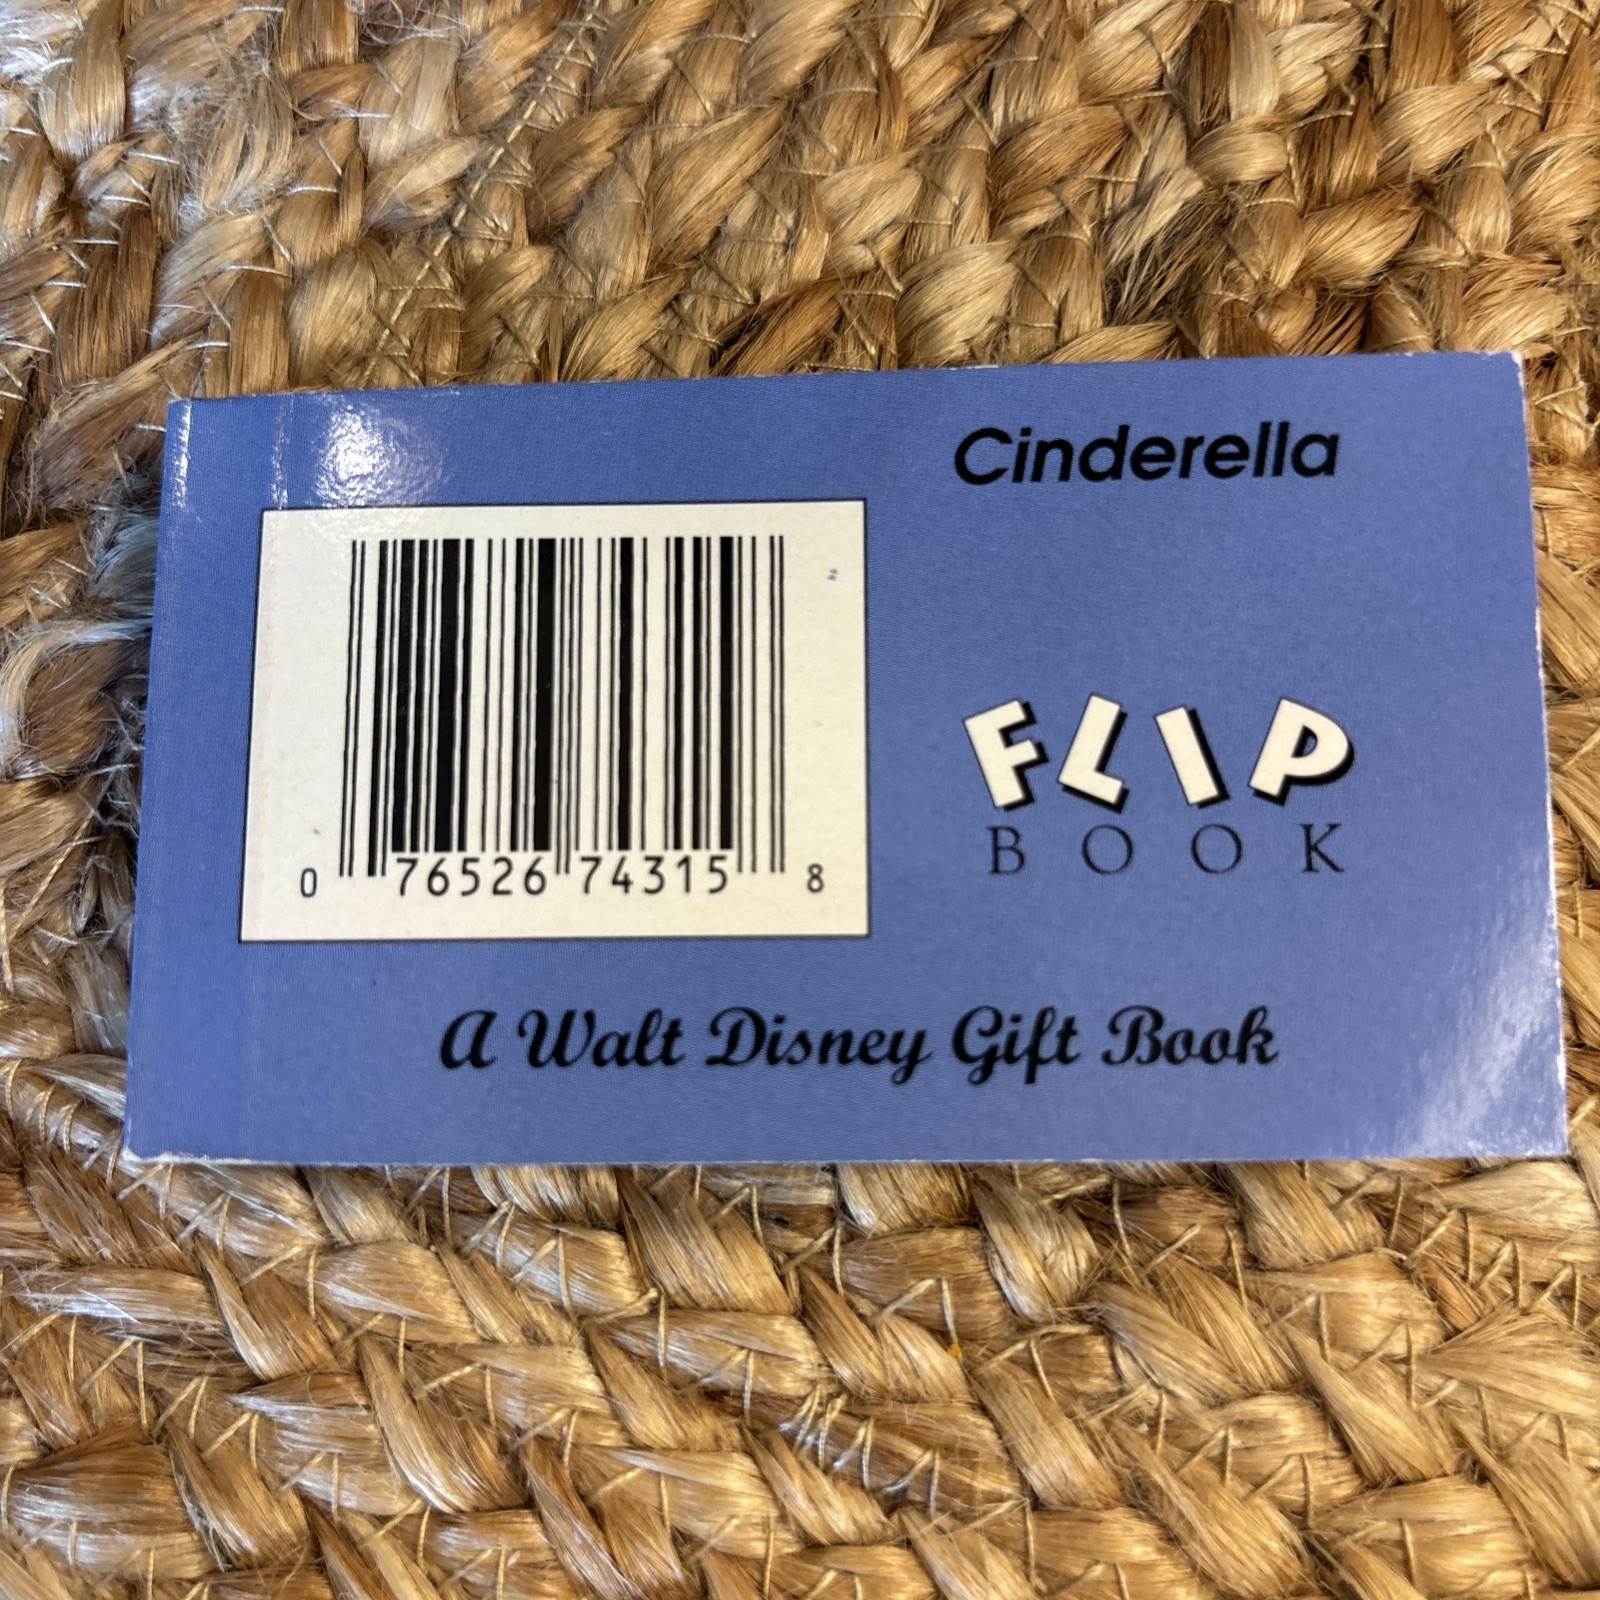 Cinderella
FLIP
BOOK
0 76526 74315 8
A Walt Disney Gift Book